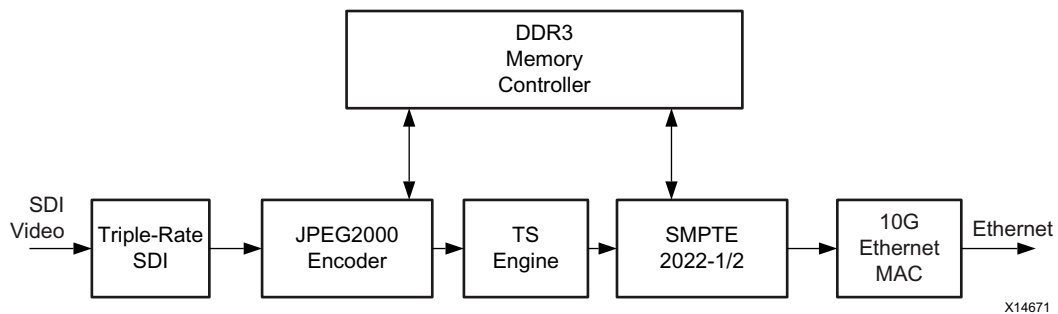 DDR3
Memory
Controller
SDI
Video
Triple-Rate
SDI
JPEG2000
Encoder
TS
Engine
SMPTE
2022-1/2
10G
Ethernet
MAC
Ethernet
X14671